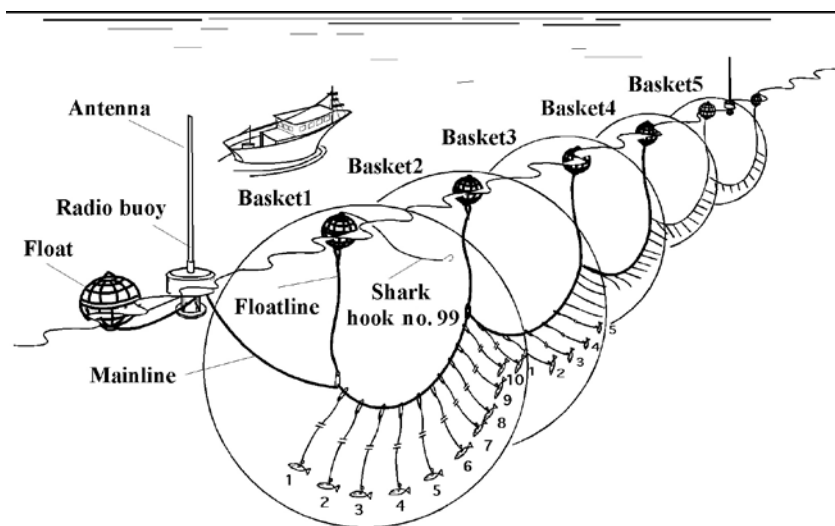 Antenna
Radio buoy
Float
Mainline
Floatline
Shark
hook no. 99
Basket1
Basket2
Basket3
Basket4
Basket5
1
2
3
4
5
6
7
8
9
10
1
2
3
4
5